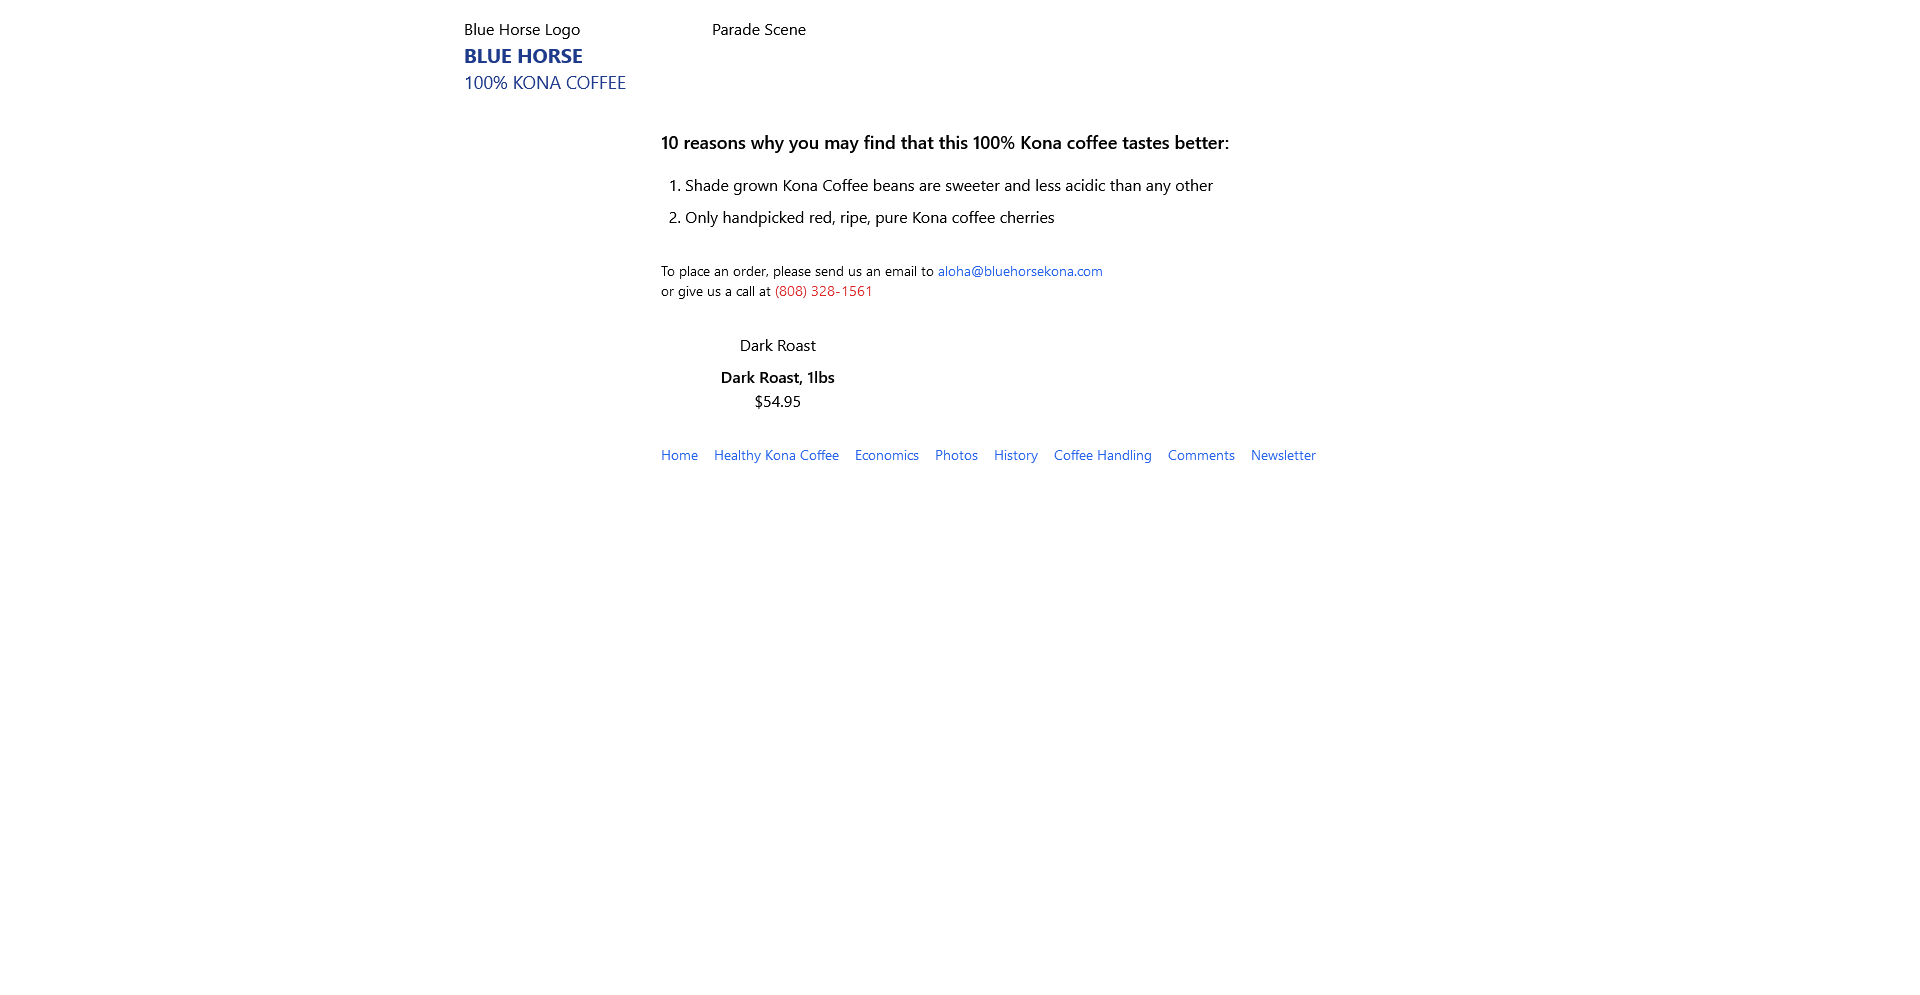 Blue Horse Logo
BLUE HORSE
100% KONA COFFEE
Parade Scene
10 reasons why you may find that this 100% Kona coffee tastes better:
1. Shade grown Kona Coffee beans are sweeter and less acidic than any other
2. Only handpicked red, ripe, pure Kona coffee cherries
To place an order, please send us an email to aloha@bluehorsekona.com
or give us a call at (808) 328-1561
Dark Roast
Dark Roast, 1lbs
$54.95
Home Healthy Kona Coffee Economics Photos History Coffee Handling Comments Newsletter